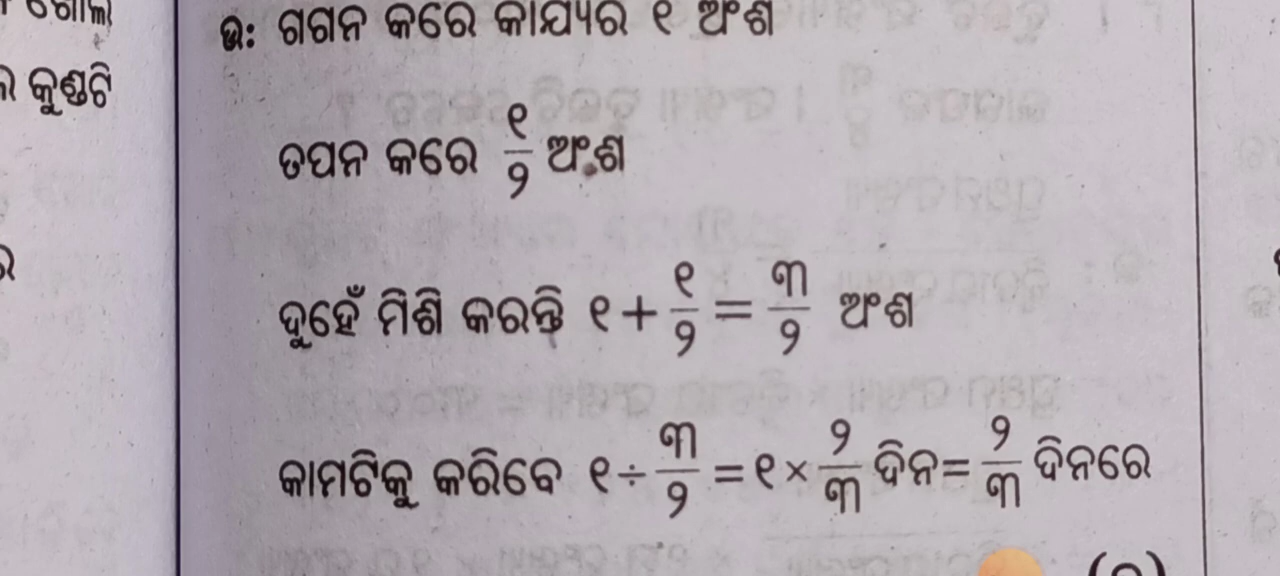 ଉ: ଗଗନ କରେ କାର୍ଯ୍ୟର ୧ ଅଂଶ
କୁଣ୍ଡଟି
ତପନ କରେ ୧/୨ ଅଂଶ
ଦୁହେଁ ମିଶି କରନ୍ତି ୧ + ୧/୨ = ୩/୨ ଅଂଶ
କାମଟିକୁ କରିବେ ୧ ÷ ୩/୨ = ୧ × ୨/୩ ଦିନ = ୨/୩ ଦିନରେ